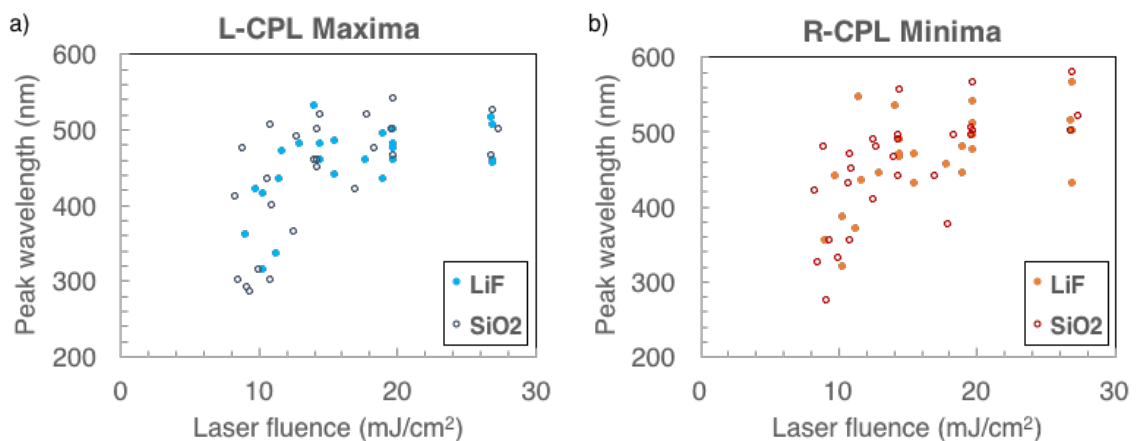 a)
L-CPL Maxima
600
500
400
300
200
Peak wavelength (nm)
LiF
SiO2
0
10
20
30
Laser fluence (mJ/cm²)
b)
R-CPL Minima
600
500
400
300
200
Peak wavelength (nm)
LiF
SiO2
0
10
20
30
Laser fluence (mJ/cm²)